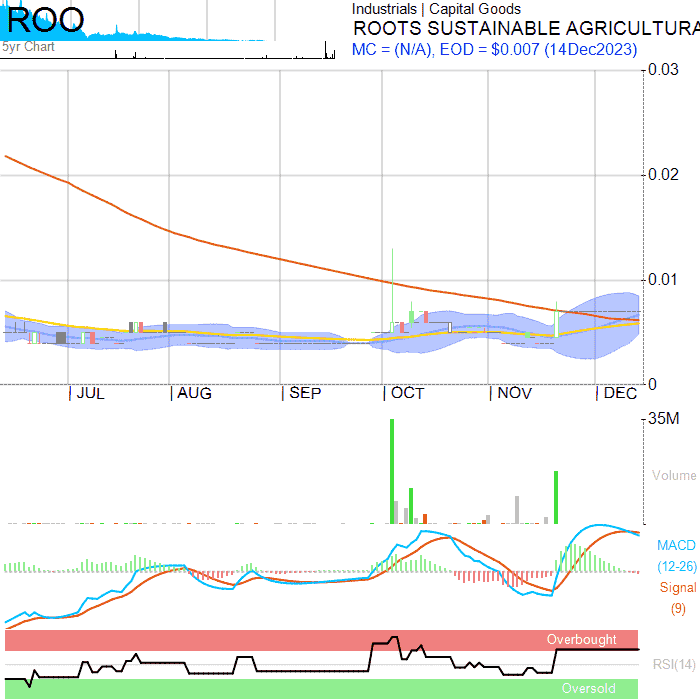 ROO
5yr Chart
Industrials | Capital Goods
ROOTS SUSTAINABLE AGRICULTURA
MC = (N/A), EOD = $0.007 (14Dec2023)
0.03
0.02
0.01
0
JUL
AUG
SEP
OCT
NOV
DEC
35M
Volume
MACD
(12-26)
Signal
(9)
Overbought
RSI(14)
Oversold